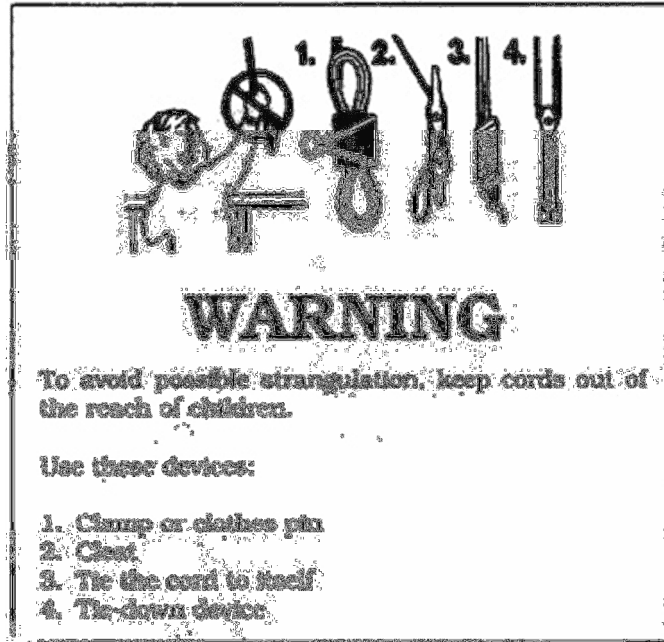 1. 2. 3. 4.
WARNING
To avoid possible strangulation, keep cords out of
the reach of children.
Use these devices:
1. Clamp or clothes pin
2. Cleat
3. Tie the cord to itself
4. Tie-down device